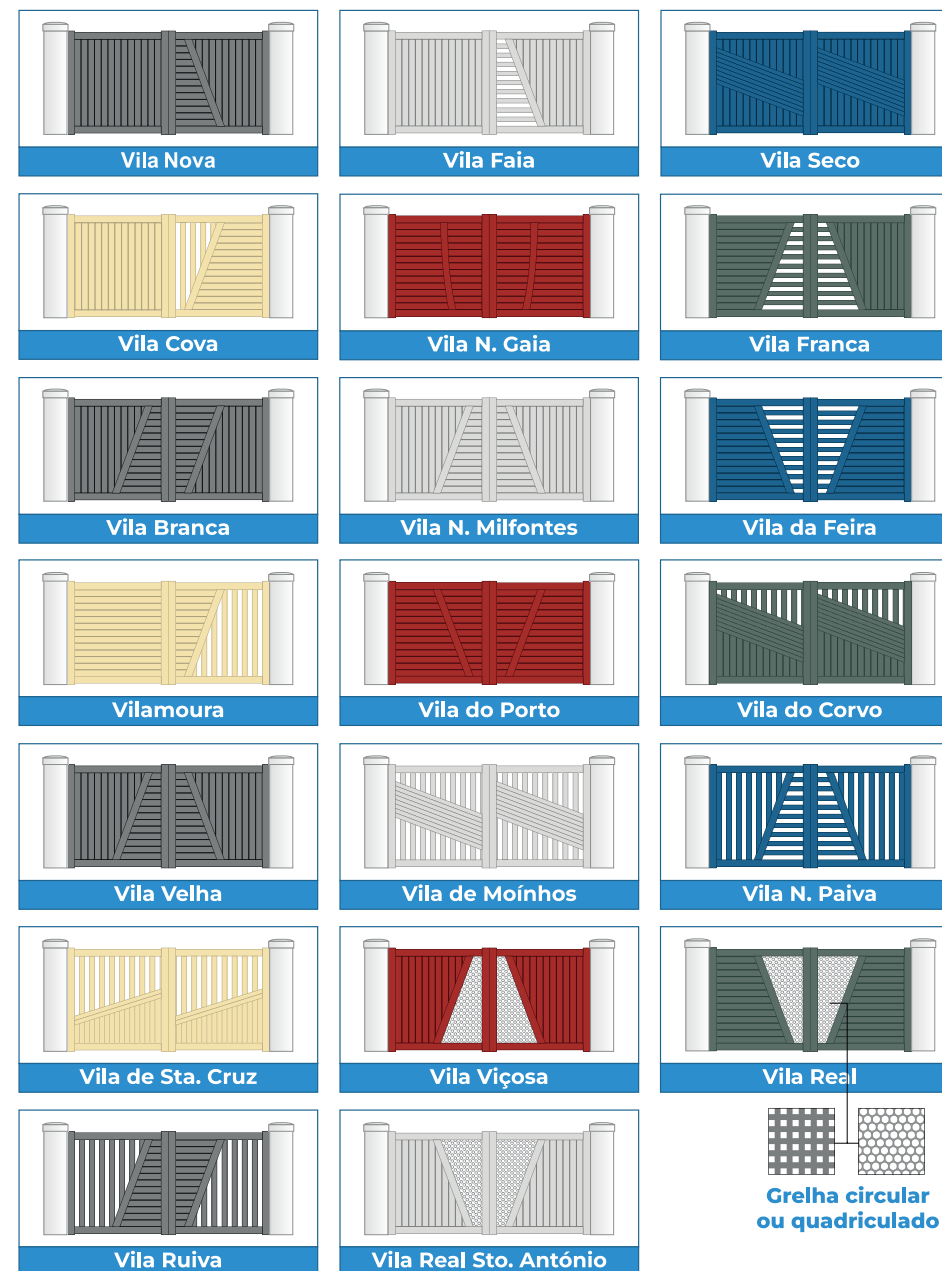 Vila Nova
Vila Faia
Vila Seco
Vila Cova
Vila N. Gaia
Vila Franca
Vila Branca
Vila N. Milfontes
Vila da Feira
Vilamoura
Vila do Porto
Vila do Corvo
Vila Velha
Vila de Moínhos
Vila N. Paiva
Vila de Sta. Cruz
Vila Viçosa
Vila Real
Grelha circular
ou quadriculado
Vila Ruiva
Vila Real Sto. António